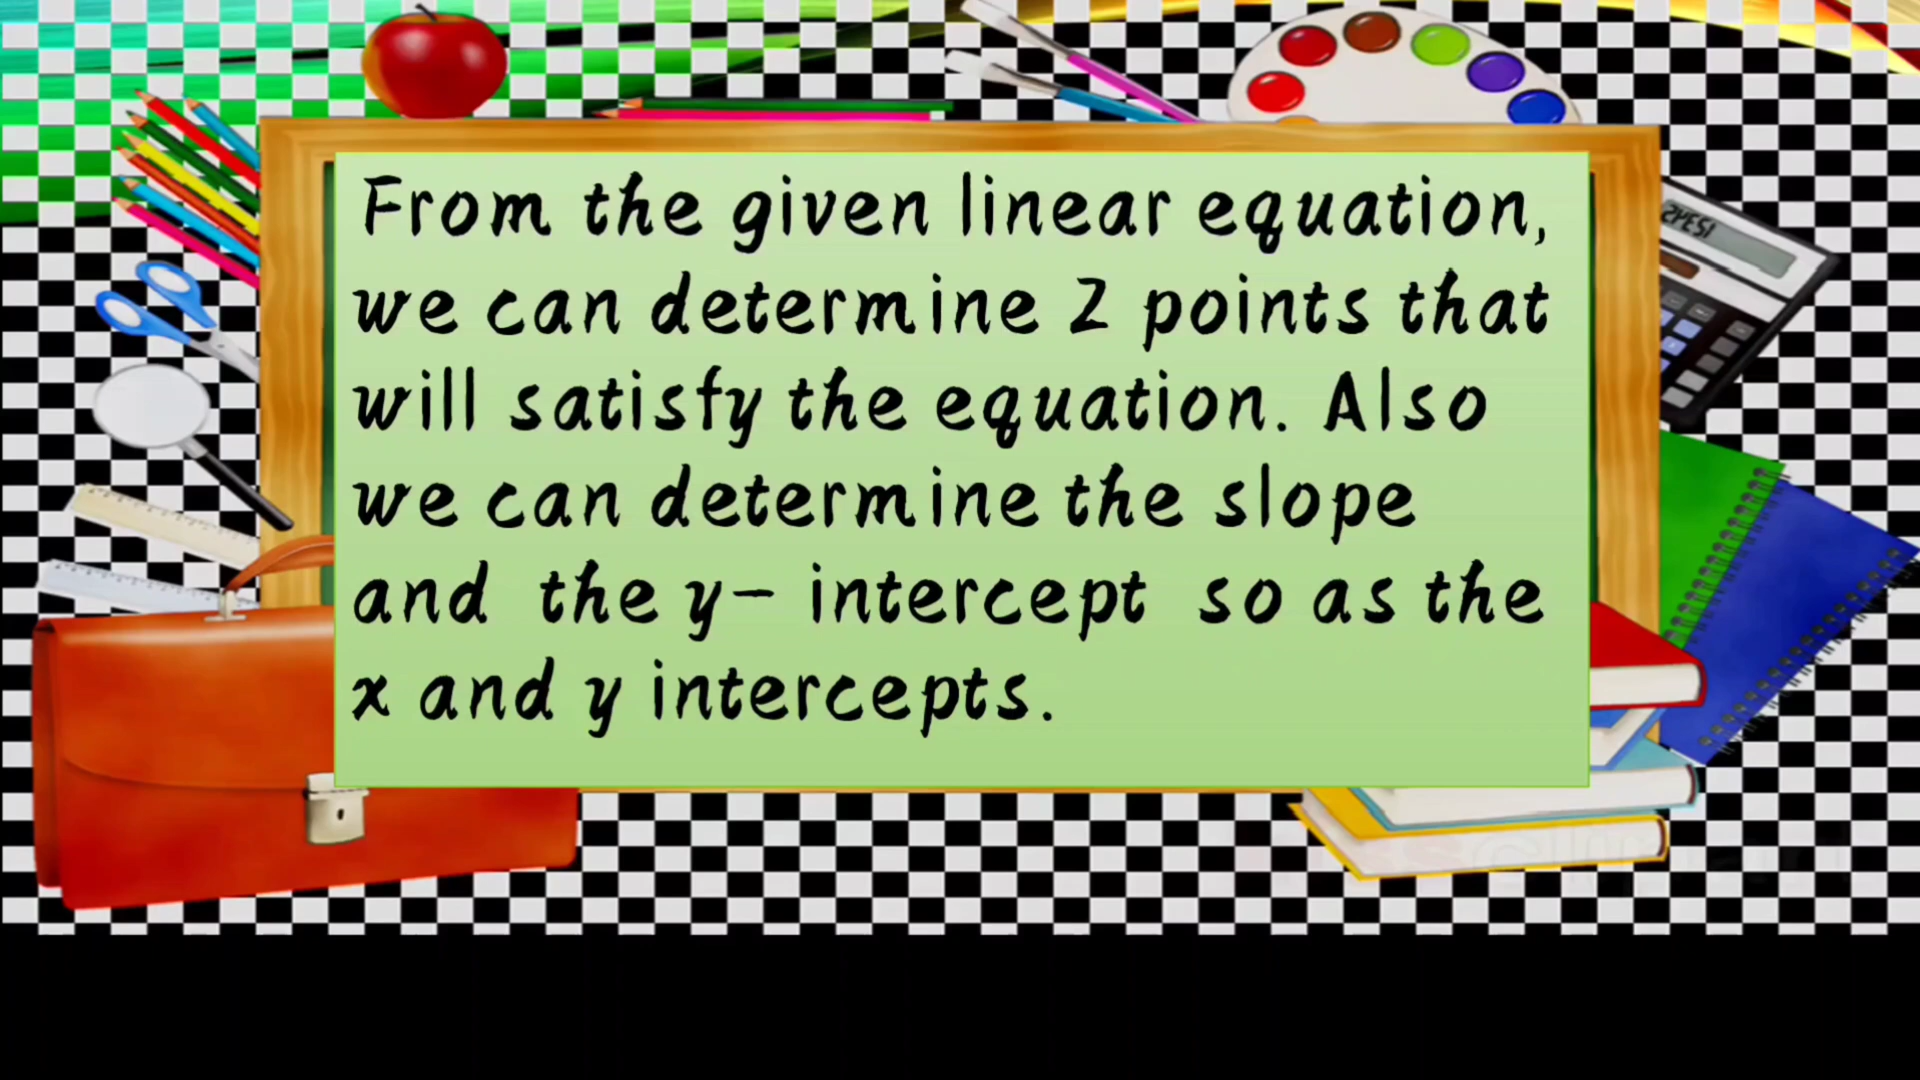 From the given linear equation,
we can determine 2 points that
will satisfy the equation. Also
we can determine the slope
and the y- intercept so as the
x and y intercepts.